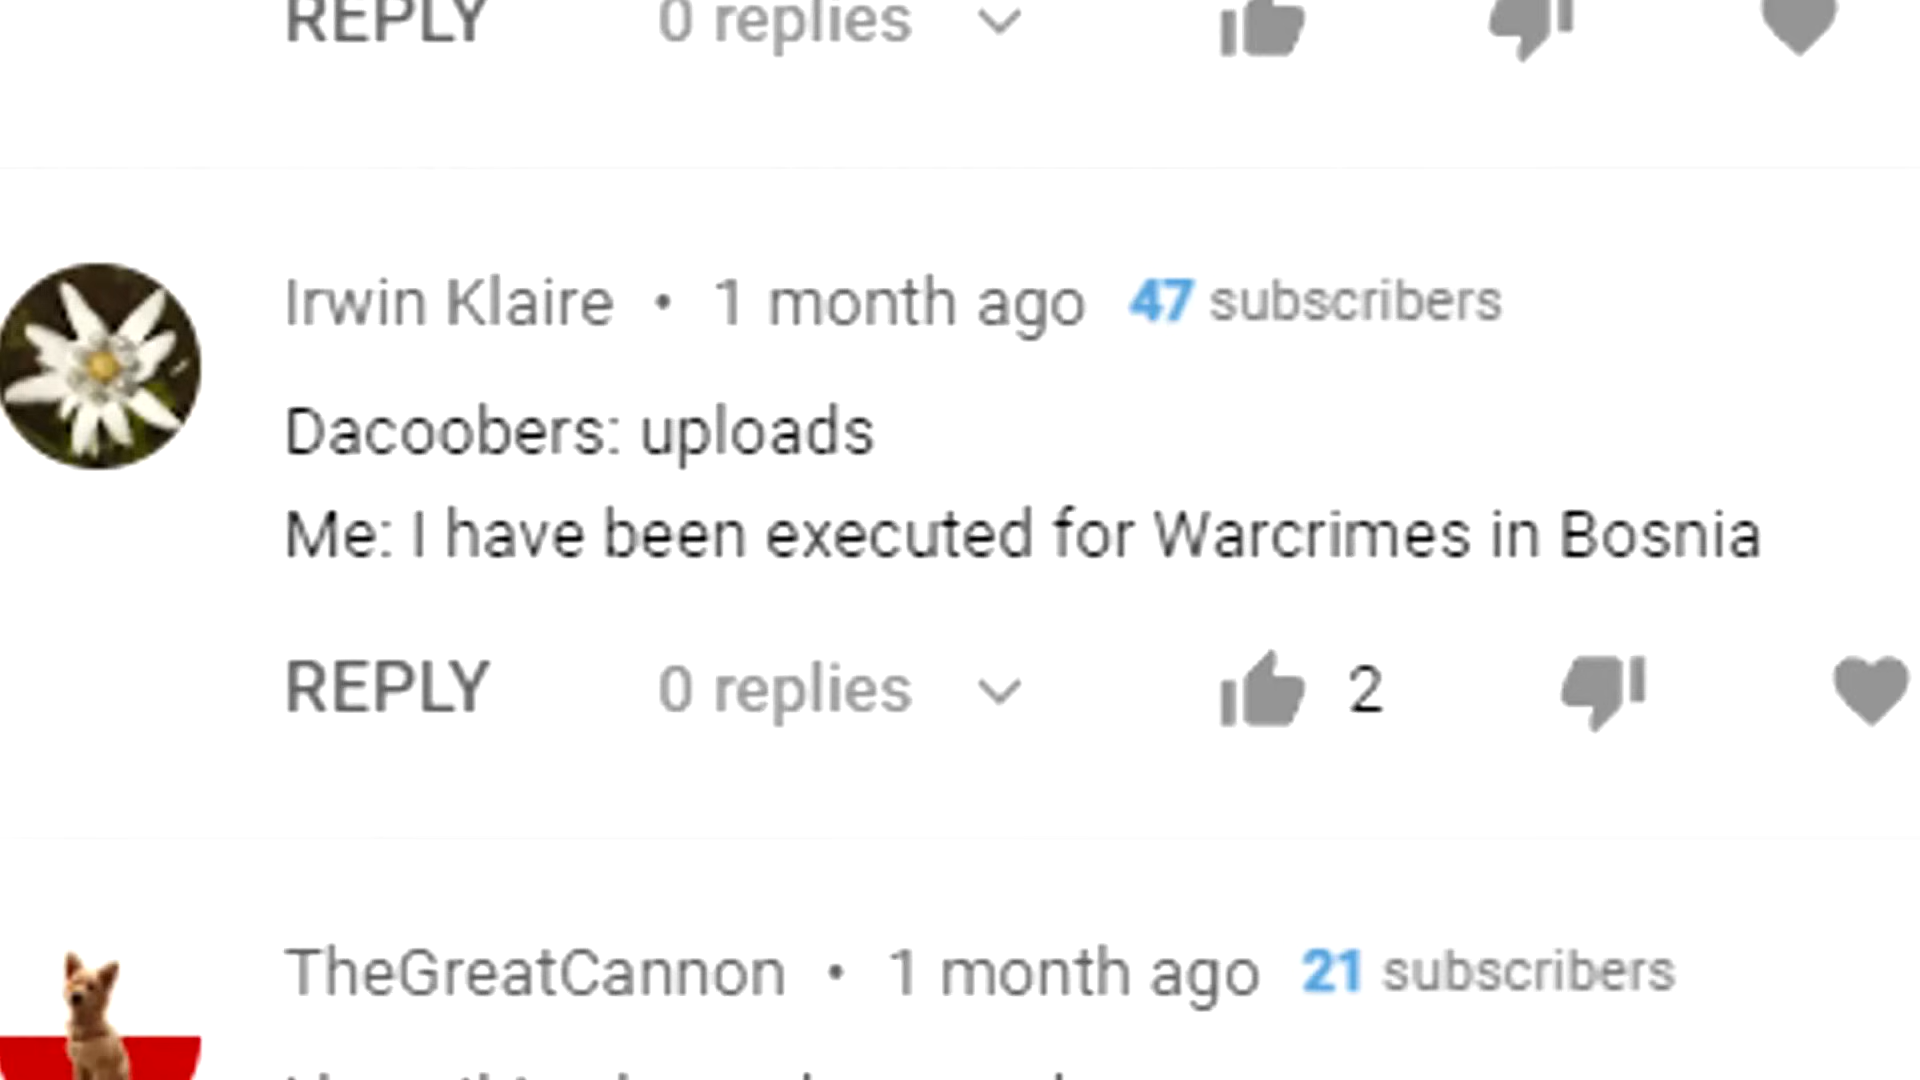 REPLY 0 replies
Irwin Klaire • 1 month ago 47 subscribers
Dacoobers: uploads
Me: I have been executed for Warcrimes in Bosnia
REPLY 0 replies 2
TheGreatCannon • 1 month ago 21 subscribers